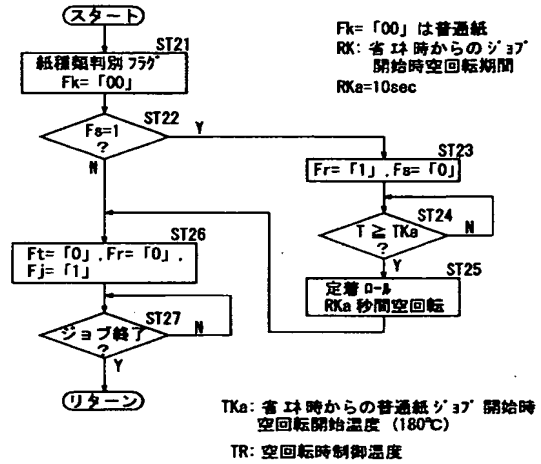 スタート
ST21
紙種類判別 フラグ
Fk=「00」
Fk=「00」は普通紙
RK: 省エネ時からのジョブ
開始時空回転期間
RKa=10sec
ST22
Fs=1
?
Y
N
ST23
Fr=「1」,Fs=「0」
ST24
T ≧ TKa
?
N
Y
ST25
定着 ロール
RKa 秒間空回転
ST26
Ft=「0」,Fr=「0」,
Fj=「1」
ST27
ジョブ終了
?
N
Y
リターン
TKa: 省エネ時からの普通紙ジョブ開始時
空回転開始温度 (180℃)
TR: 空回転時制御温度